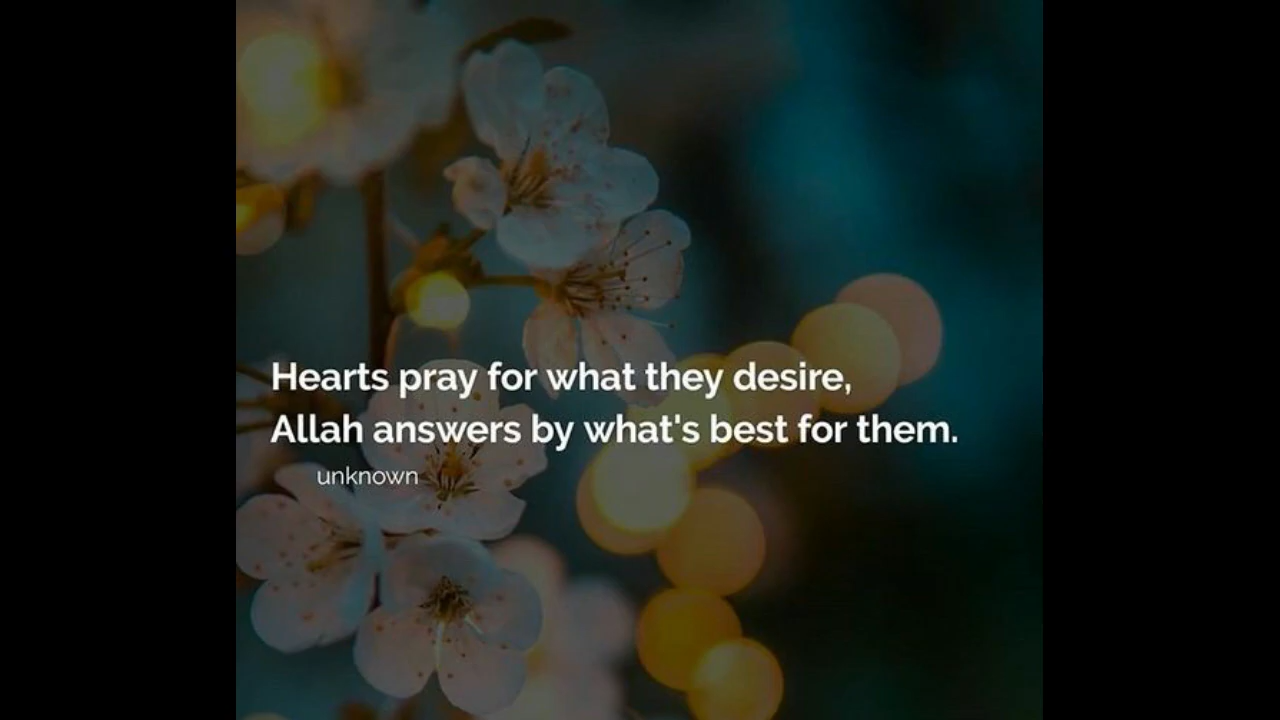 Hearts pray for what they desire,
Allah answers by what's best for them.
unknown